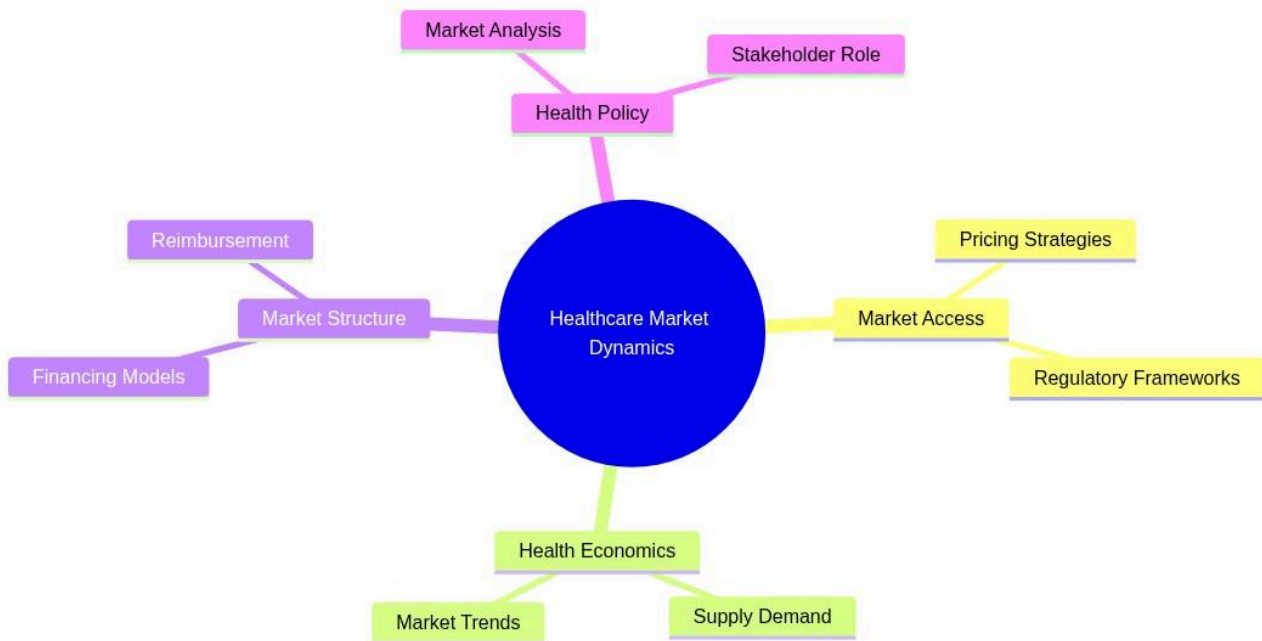 Market Analysis
Stakeholder Role
Health Policy
Reimbursement
Pricing Strategies
Market Structure
Healthcare Market
Dynamics
Market Access
Financing Models
Regulatory Frameworks
Health Economics
Market Trends
Supply Demand